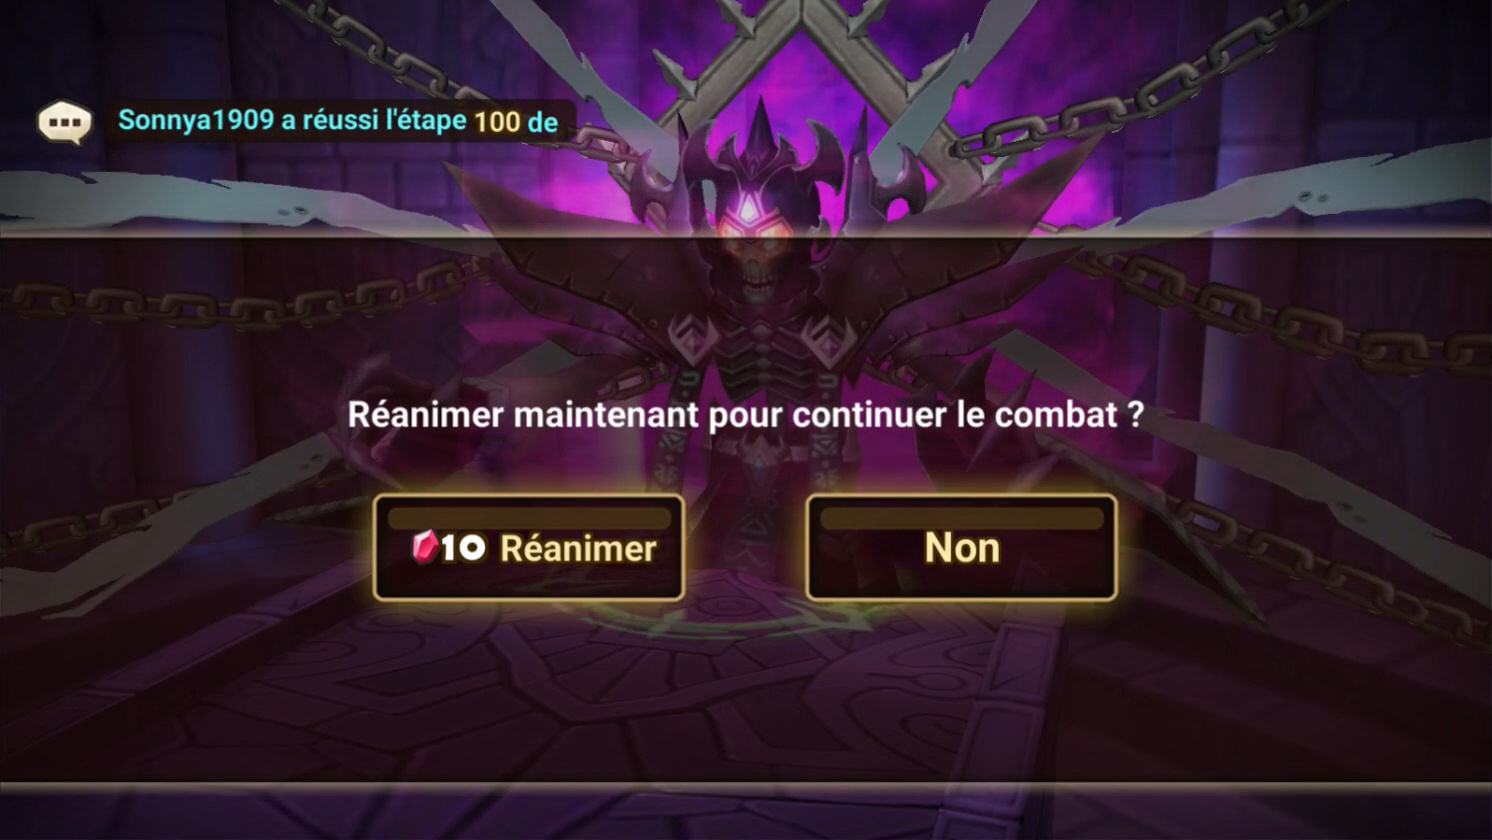 Sonnya1909 a réussi l'étape 100 de
Réanimer maintenant pour continuer le combat ?
10 Réanimer
Non